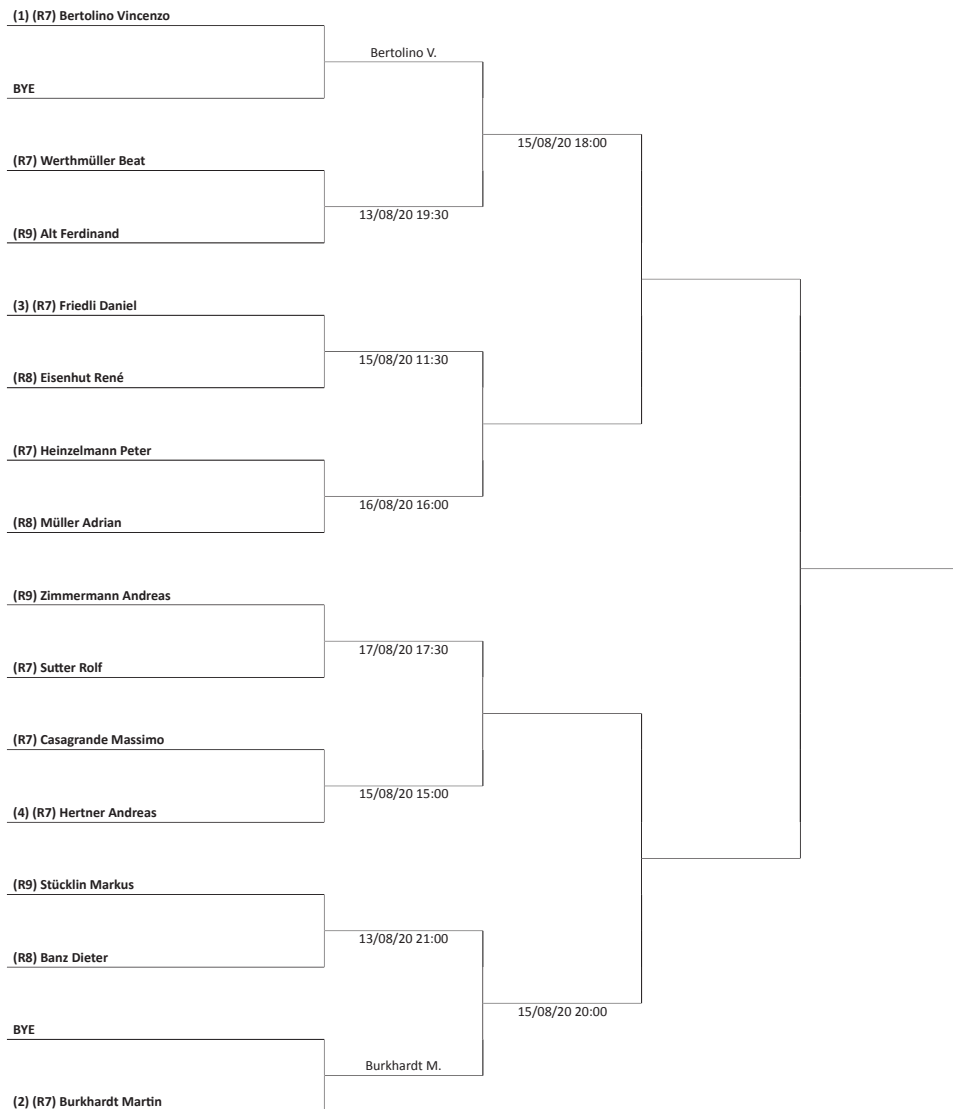 (1) (R7) Bertolino Vincenzo
Bertolino V.
BYE
15/08/20 18:00
(R7) Werthmüller Beat
13/08/20 19:30
(R9) Alt Ferdinand
(3) (R7) Friedli Daniel
15/08/20 11:30
(R8) Eisenhut René
(R7) Heinzelmann Peter
16/08/20 16:00
(R8) Müller Adrian
(R9) Zimmermann Andreas
17/08/20 17:30
(R7) Sutter Rolf
(R7) Casagrande Massimo
15/08/20 15:00
(4) (R7) Hertner Andreas
(R9) Stücklin Markus
13/08/20 21:00
(R8) Banz Dieter
15/08/20 20:00
BYE
Burkhardt M.
(2) (R7) Burkhardt Martin